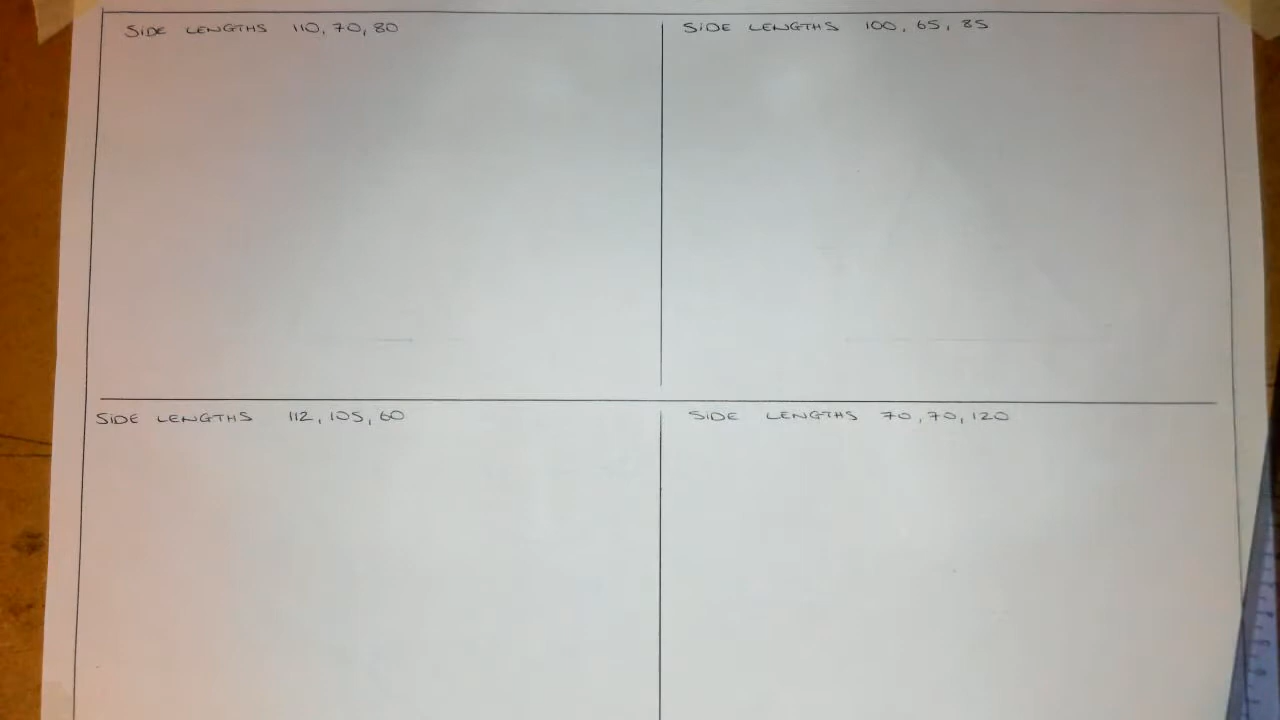 SIDE LENGTHS 110, 70, 80
SIDE LENGTHS 100, 65, 85
SIDE LENGTHS 112, 105, 60
SIDE LENGTHS 70, 70, 120